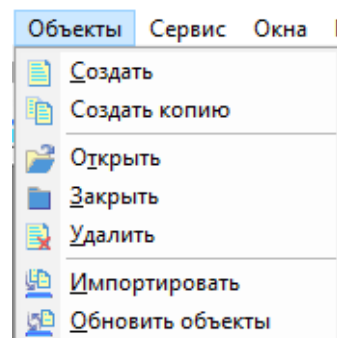 Объекты Сервис Окна
Создать
Создать копию
Открыть
Закрыть
Удалить
Импортировать
Обновить объекты